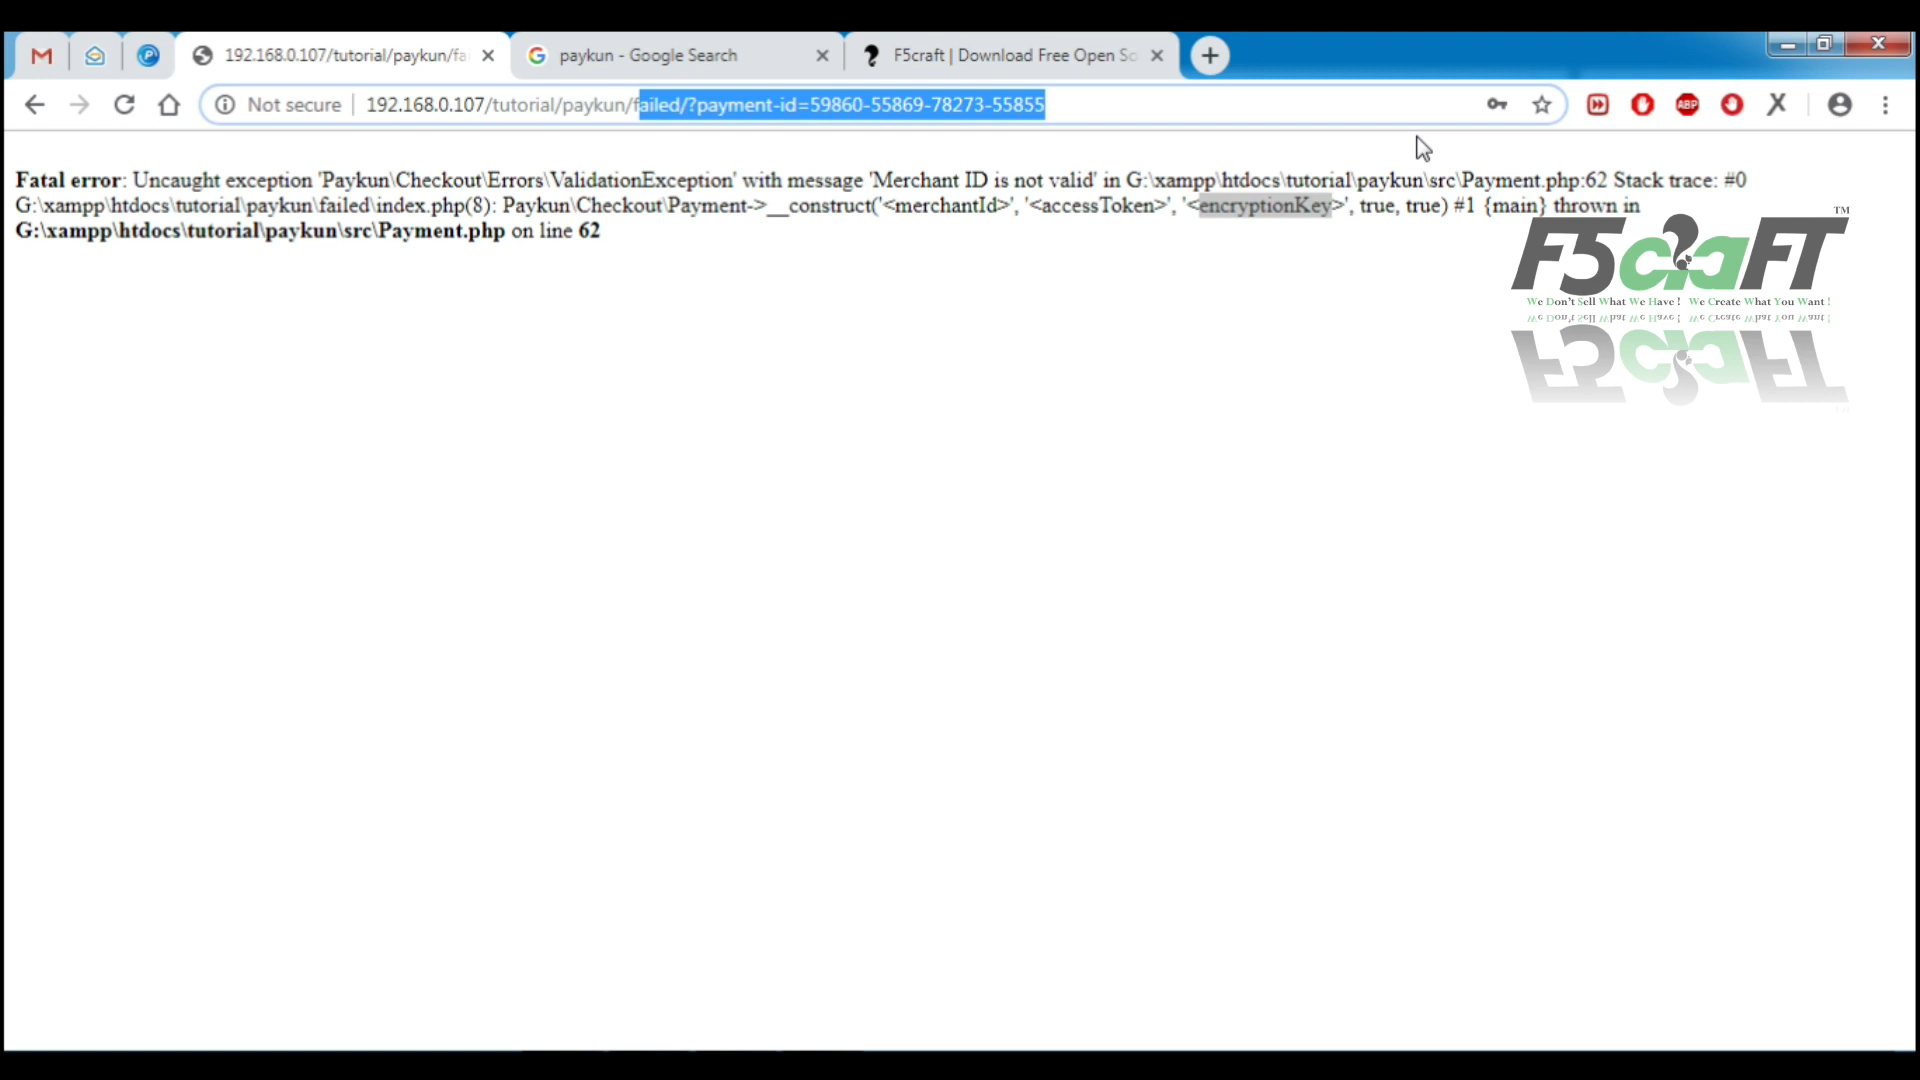 192.168.0.107/tutorial/paykun/fa
paykun - Google Search
F5craft | Download Free Open So
Not secure
192.168.0.107/tutorial/paykun/failed/?payment-id=59860-55869-78273-55855
ABP
Fatal error: Uncaught exception 'Paykun\Checkout\Errors\ValidationException' with message 'Merchant ID is not valid' in G:\xampp\htdocs\tutorial\paykun\src\Payment.php:62 Stack trace: #0
G:\xampp\htdocs\tutorial\paykun\failed\index.php(8): Paykun\Checkout\Payment->__construct('<merchantId>', '<accessToken>', '<encryptionKey>', true, true) #1 {main} thrown in
G:\xampp\htdocs\tutorial\paykun\src\Payment.php on line 62
F5craFT TM
We Don't Sell What We Have ! We Create What You Want !